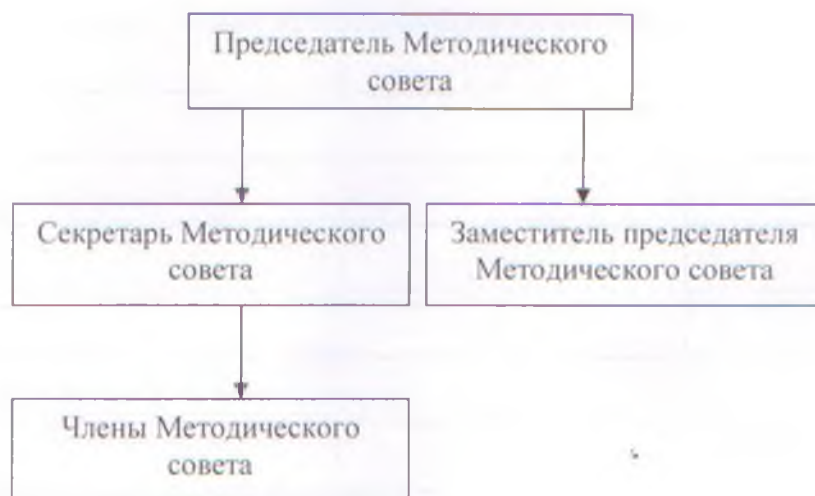 Председатель Методического
совета
Секретарь Методического
совета
Заместитель председателя
Методического совета
Члены Методического
совета